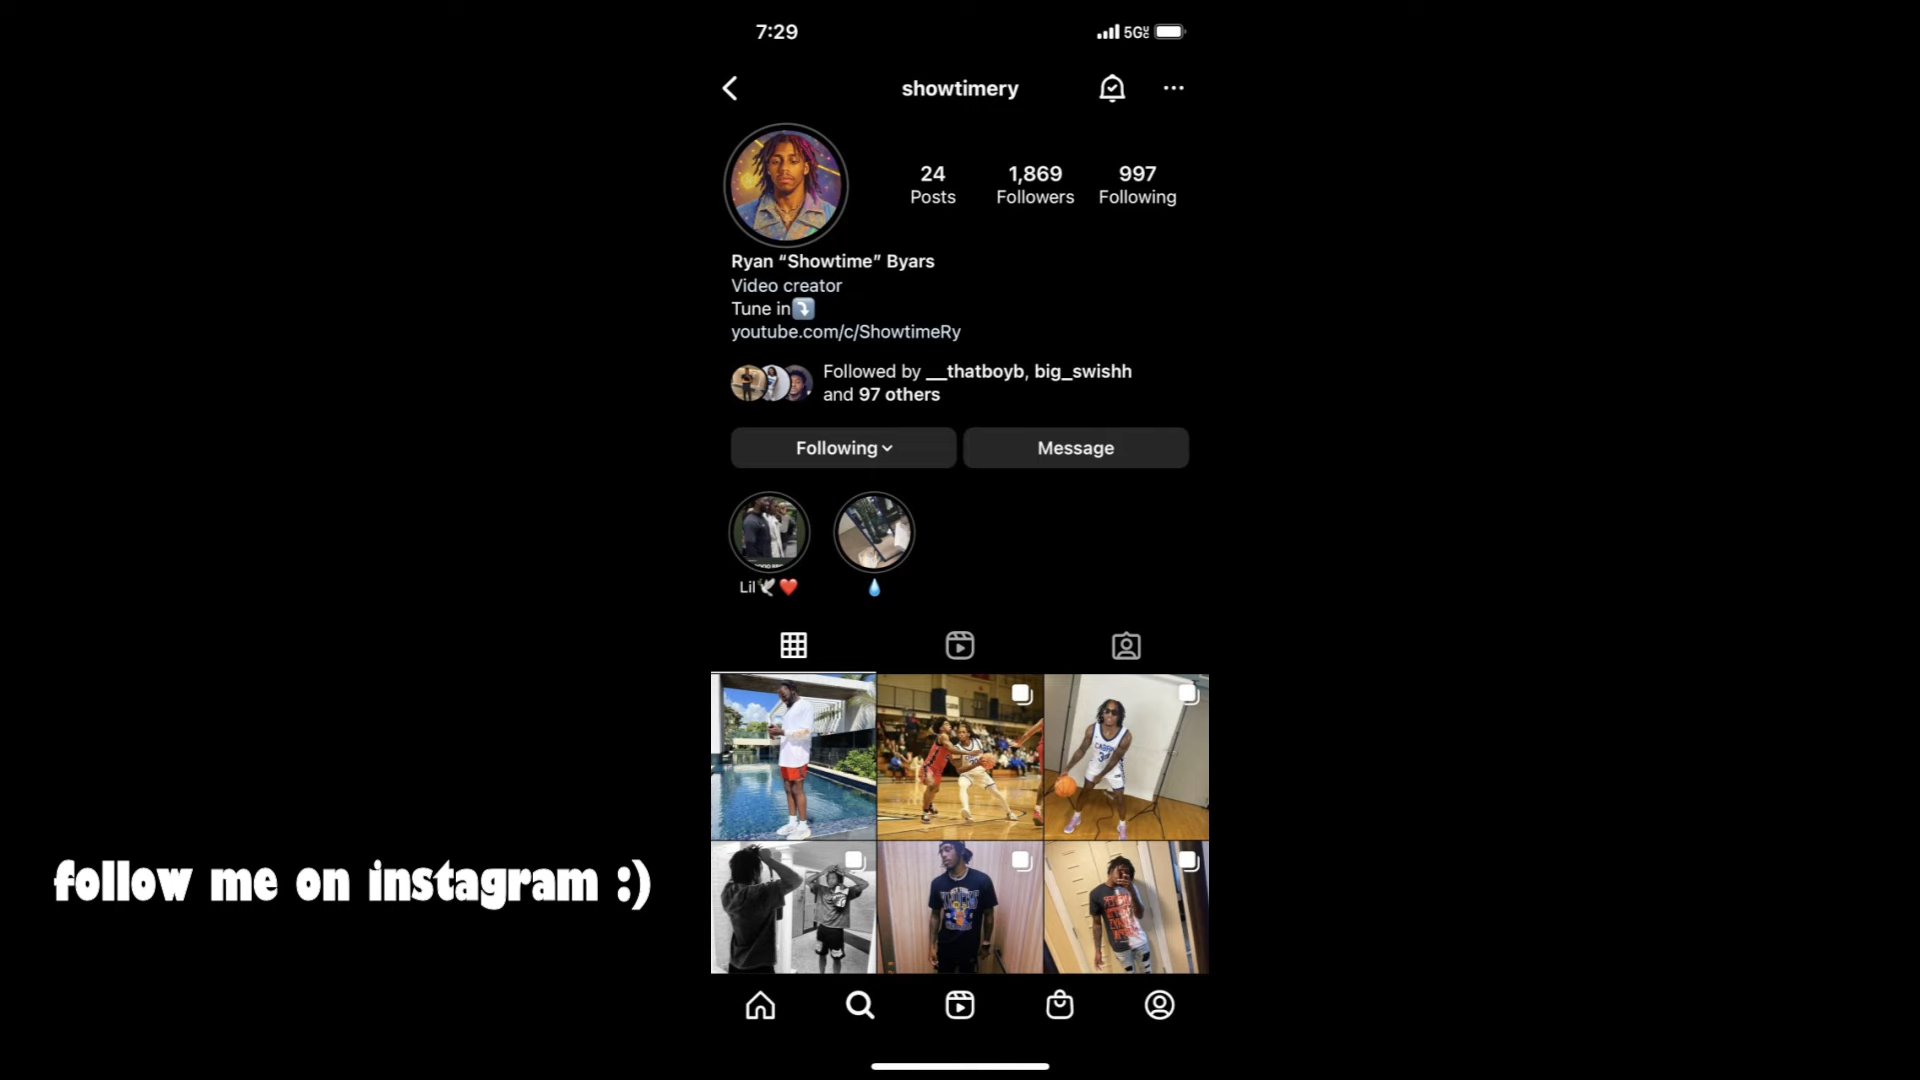 7:29
5G
showtimery
24
Posts
1,869
Followers
997
Following
Ryan “Showtime” Byars
Video creator
Tune in⤵️
youtube.com/c/ShowtimeRy
Followed by __thatboyb, big_swishh
and 97 others
Following
Message
Lil🕊️❤️
💧
follow me on instagram :)